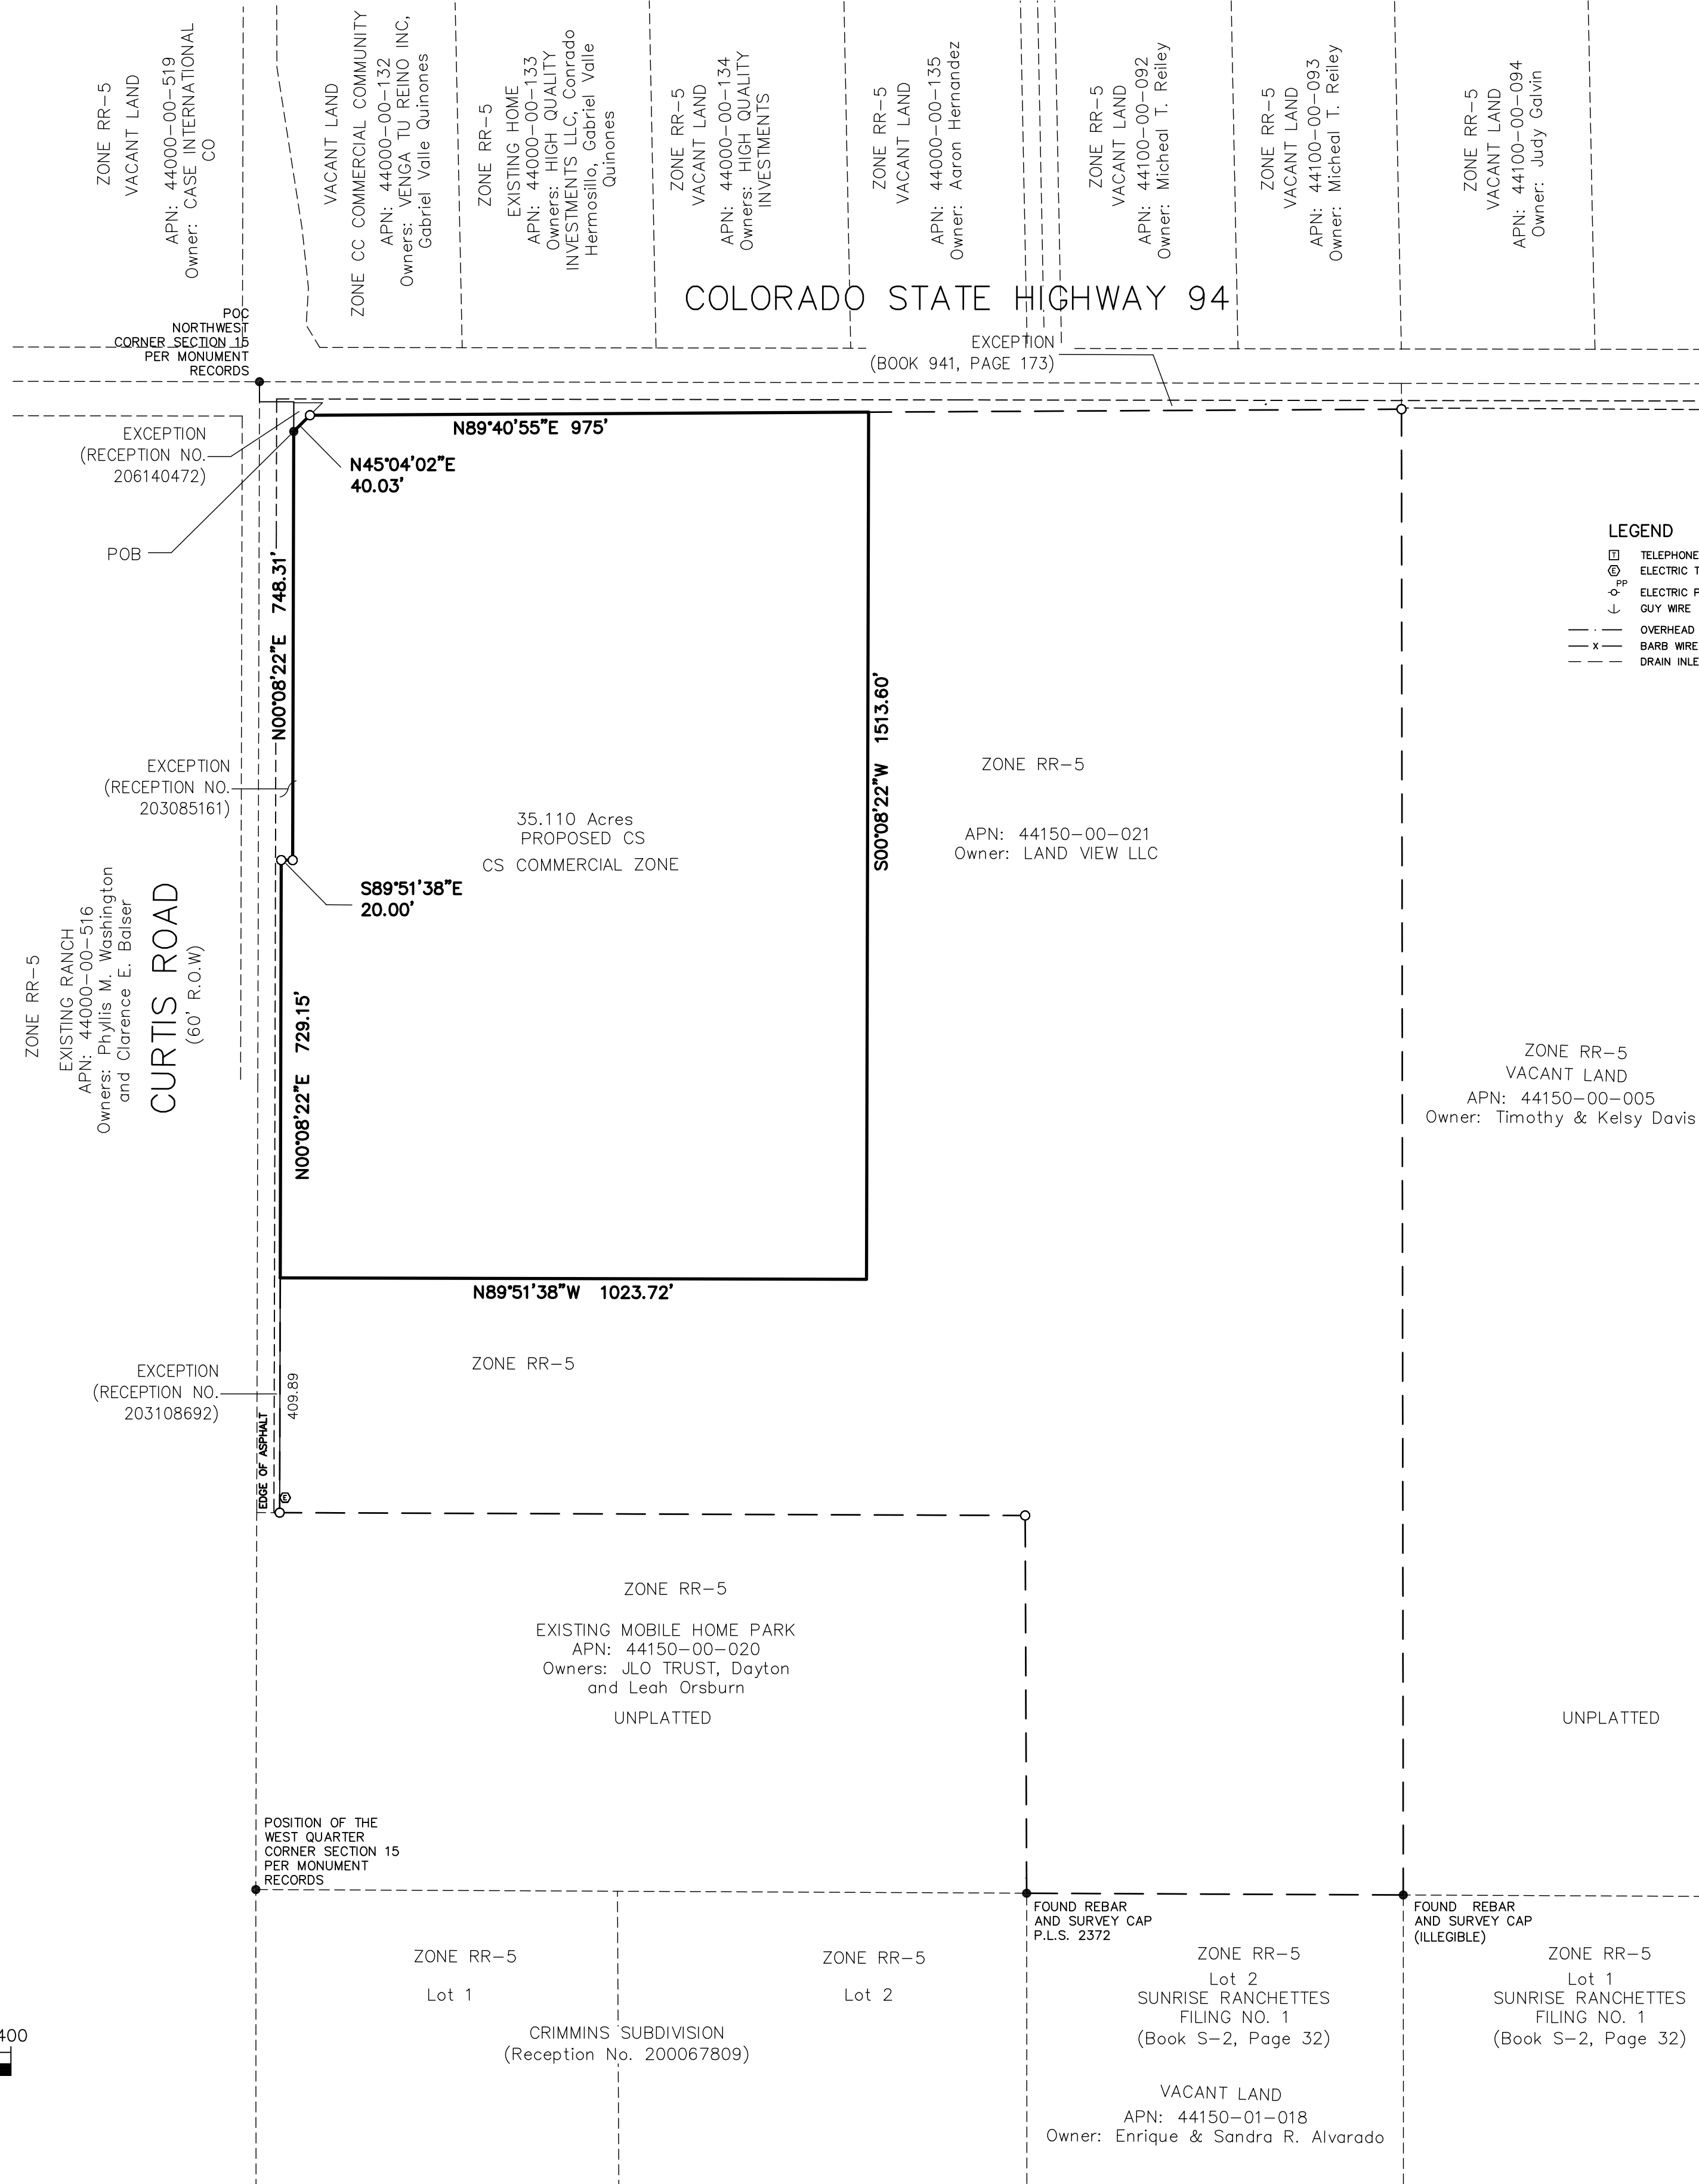 ZONE RR-5
VACANT LAND
APN: 44000-00-519
Owner: CASE INTERNATIONAL
CO
VACANT LAND
ZONE CC COMMERCIAL COMMUNITY
APN: 44000-00-132
Owners: VENGA TU REINO INC,
Gabriel Valle Quinones
ZONE RR-5
EXISTING HOME
APN: 44000-00-133
Owners: HIGH QUALITY
INVESTMENTS LLC, Conrado
Hermosillo, Gabriel Valle
Quinones
ZONE RR-5
VACANT LAND
APN: 44000-00-134
Owners: HIGH QUALITY
INVESTMENTS
ZONE RR-5
VACANT LAND
APN: 44000-00-135
Owner: Aaron Hernandez
ZONE RR-5
VACANT LAND
APN: 44100-00-092
Owner: Micheal T. Reiley
ZONE RR-5
VACANT LAND
APN: 44100-00-093
Owner: Micheal T. Reiley
ZONE RR-5
VACANT LAND
APN: 44100-00-094
Owner: Judy Galvin
COLORADO STATE HIGHWAY 94
POC
NORTHWEST
CORNER SECTION 15
PER MONUMENT
RECORDS
EXCEPTION
(BOOK 941, PAGE 173)
EXCEPTION
(RECEPTION NO.
206140472)
N89°40'55"E 975'
N45°04'02"E
40.03'
POB
N00°08'22"E 748.31'
LEGEND
T TELEPHONE
E ELECTRIC T
PP
ELECTRIC P
GUY WIRE
OVERHEAD
x BARB WIRE
DRAIN INLE
EXCEPTION
(RECEPTION NO.
203085161)
35.110 Acres
PROPOSED CS
CS COMMERCIAL ZONE
S00°08'22"W 1513.60'
ZONE RR-5
APN: 44150-00-021
Owner: LAND VIEW LLC
S89°51'38"E
20.00'
ZONE RR-5
EXISTING RANCH
APN: 44000-00-516
Owners: Phyllis M. Washington
and Clarence E. Balser
CURTIS ROAD
(60' R.O.W)
N00°08'22"E 729.15'
ZONE RR-5
VACANT LAND
APN: 44150-00-005
Owner: Timothy & Kelsy Davis
N89°51'38"W 1023.72'
ZONE RR-5
EXCEPTION
(RECEPTION NO.
203108692)
409.89
EDGE OF ASPHALT
E
ZONE RR-5
EXISTING MOBILE HOME PARK
APN: 44150-00-020
Owners: JLO TRUST, Dayton
and Leah Orsburn
UNPLATTED
UNPLATTED
POSITION OF THE
WEST QUARTER
CORNER SECTION 15
PER MONUMENT
RECORDS
FOUND REBAR
AND SURVEY CAP
P.L.S. 2372
FOUND REBAR
AND SURVEY CAP
(ILLEGIBLE)
ZONE RR-5
Lot 1
ZONE RR-5
Lot 2
CRIMMINS SUBDIVISION
(Reception No. 200067809)
ZONE RR-5
Lot 2
SUNRISE RANCHETTES
FILING NO. 1
(Book S-2, Page 32)
VACANT LAND
APN: 44150-01-018
Owner: Enrique & Sandra R. Alvarado
ZONE RR-5
Lot 1
SUNRISE RANCHETTES
FILING NO. 1
(Book S-2, Page 32)
400